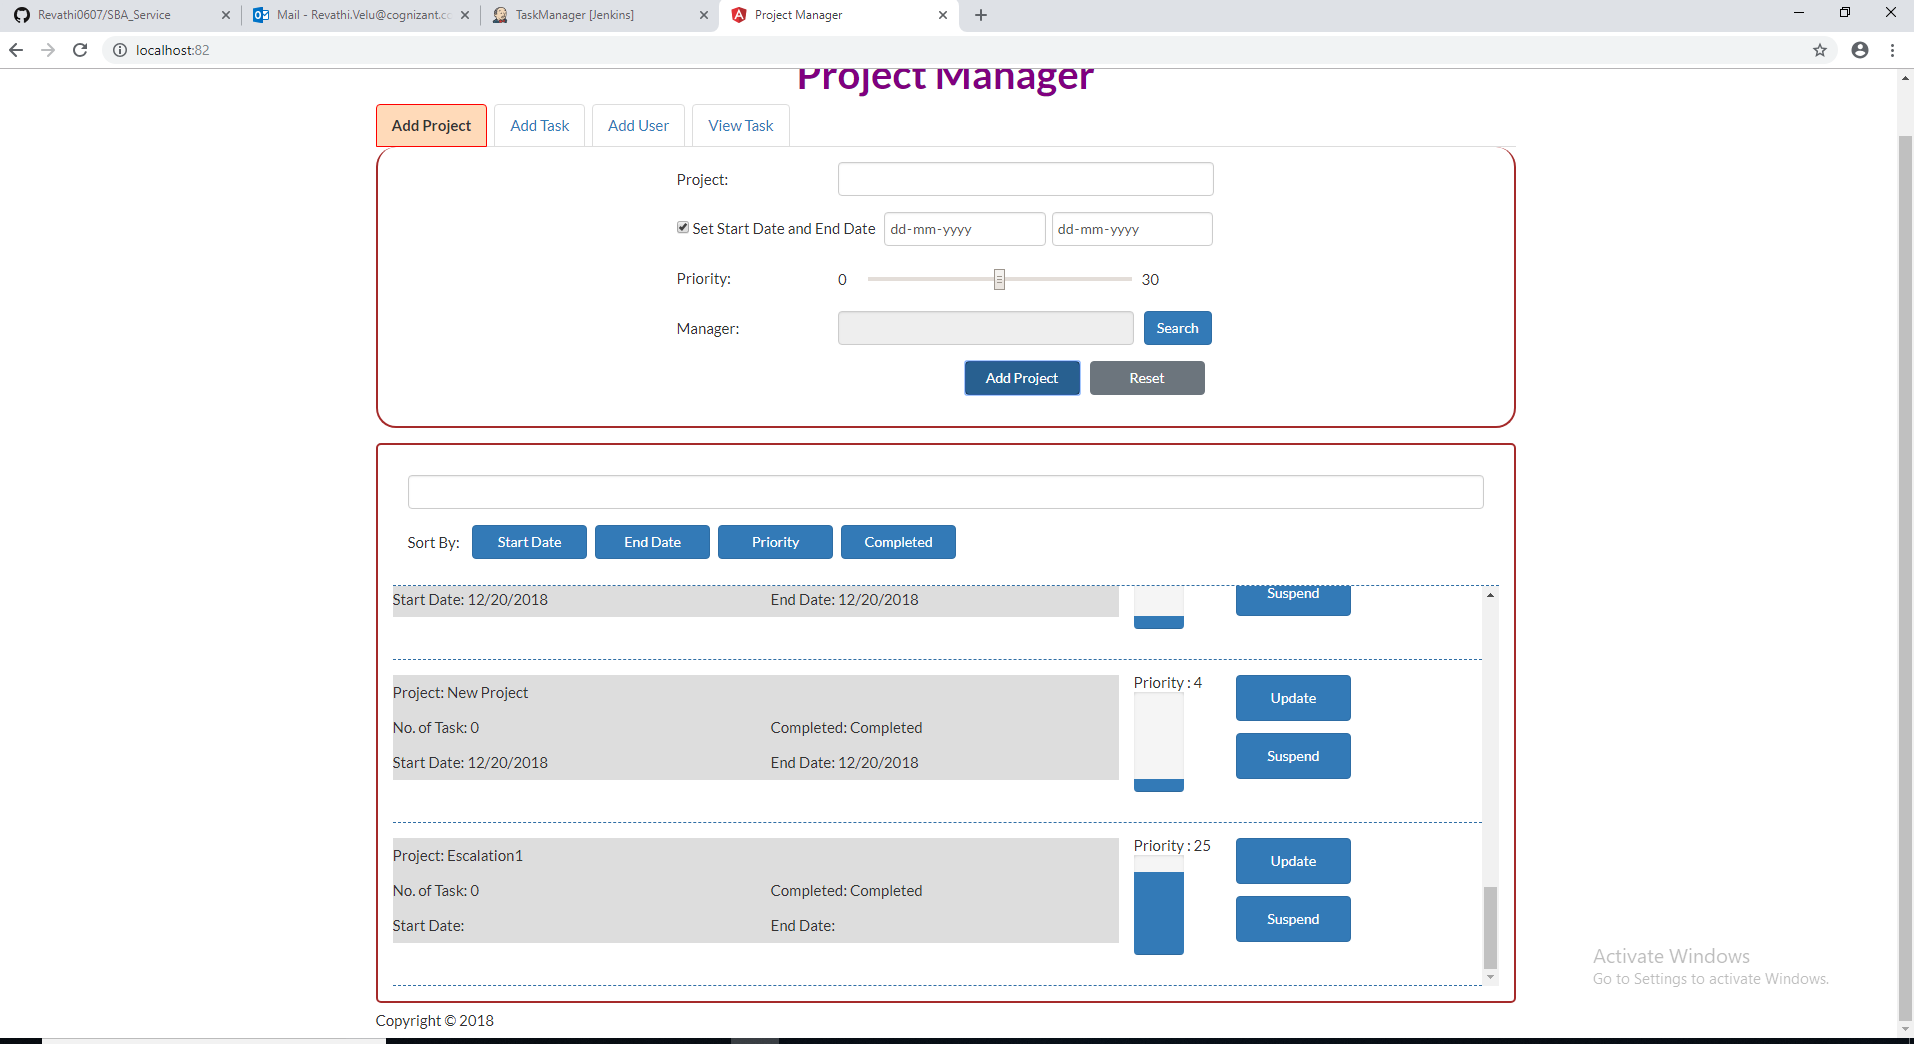 Revathi0607/SBA_Service
Mail - Revathi.Velu@cognizant.cc
TaskManager [Jenkins]
Project Manager
localhost:82
Project Manager
Add Project Add Task Add User View Task
Project:
Set Start Date and End Date dd-mm-yyyy dd-mm-yyyy
Priority: 0 30
Manager: Search
Add Project Reset
Sort By: Start Date End Date Priority Completed
Start Date: 12/20/2018 End Date: 12/20/2018 Suspend
Project: New Project Priority : 4 Update
No. of Task: 0 Completed: Completed
Start Date: 12/20/2018 End Date: 12/20/2018 Suspend
Project: Escalation1 Priority : 25 Update
No. of Task: 0 Completed: Completed
Start Date: End Date: Suspend
Activate Windows
Go to Settings to activate Windows.
Copyright © 2018